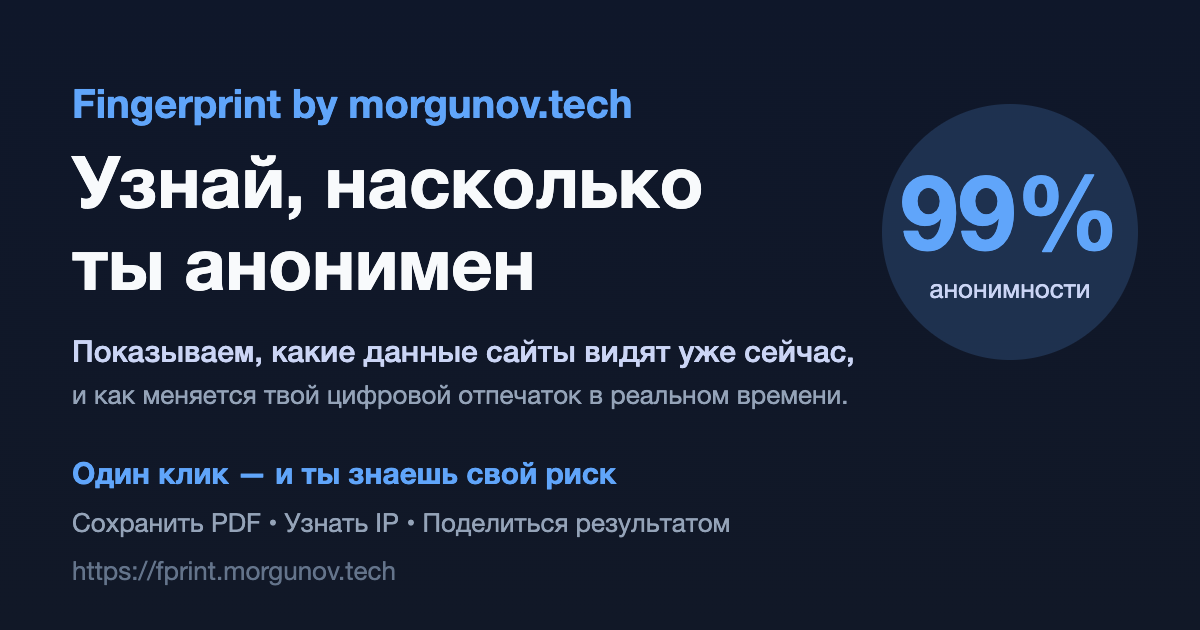 Fingerprint by morgunov.tech
Узнай, насколько
ты анонимен
99%
анонимности
Показываем, какие данные сайты видят уже сейчас,
и как меняется твой цифровой отпечаток в реальном времени.
Один клик — и ты знаешь свой риск
Сохранить PDF • Узнать IP • Поделиться результатом
https://fprint.morgunov.tech